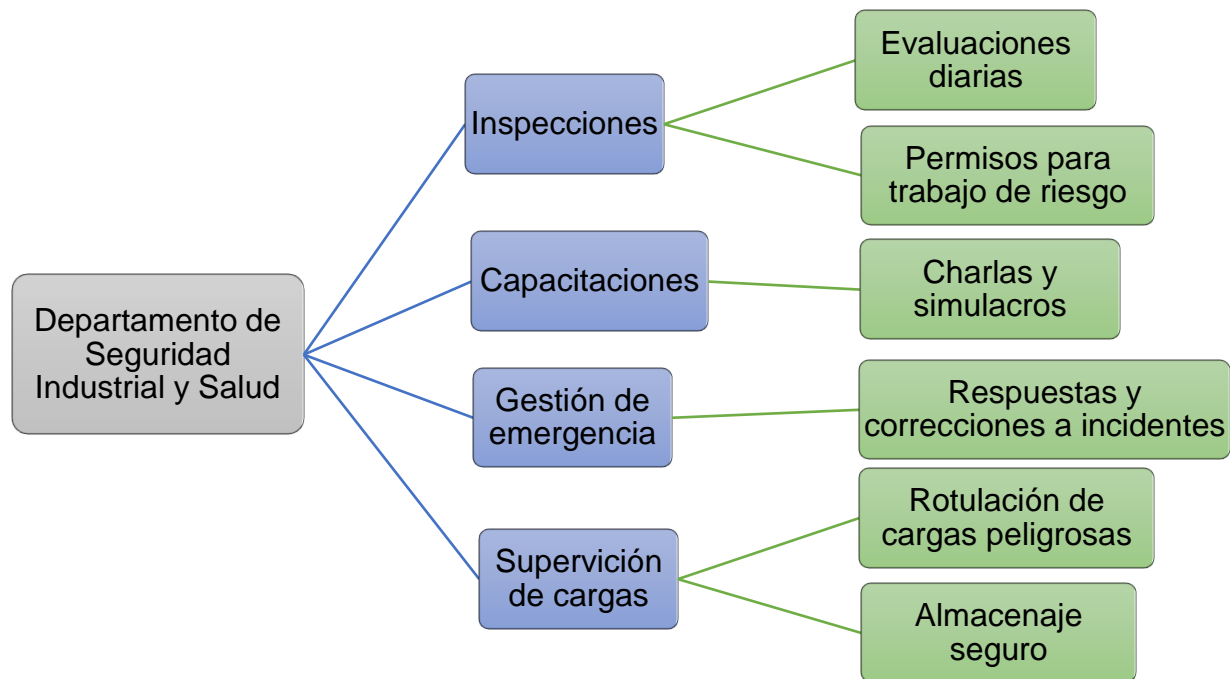 Departamento de
Seguridad
Industrial y Salud
Inspecciones
Evaluaciones
diarias
Permisos para
trabajo de riesgo
Capacitaciones
Charlas y
simulacros
Gestión de
emergencia
Respuestas y
correcciones a incidentes
Supervición
de cargas
Rotulación de
cargas peligrosas
Almacenaje
seguro